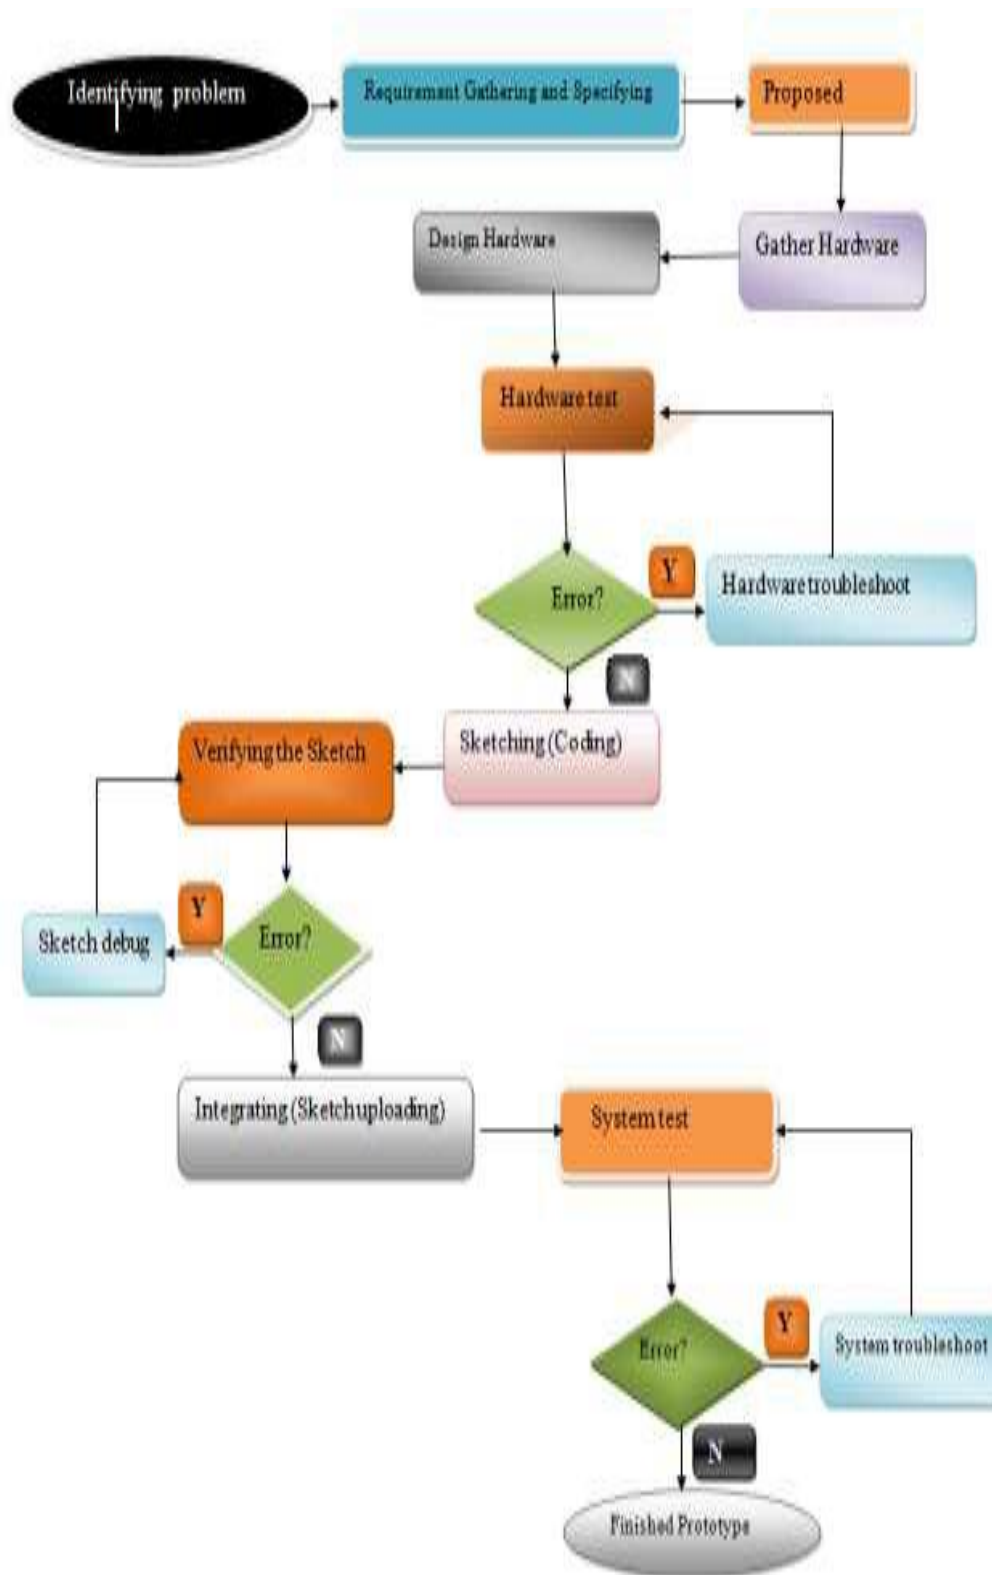 Identifying problem
Requirement Gathering and Specifying
Proposed
Design Hardware
Gather Hardware
Hardware test
Error?
Y
Hardware troubleshoot
N
Sketching (Coding)
Verifying the Sketch
Y
Error?
Sketch debug
N
Integrating (Sketch uploading)
System test
Error?
Y
System troubleshoot
N
Finished Prototype